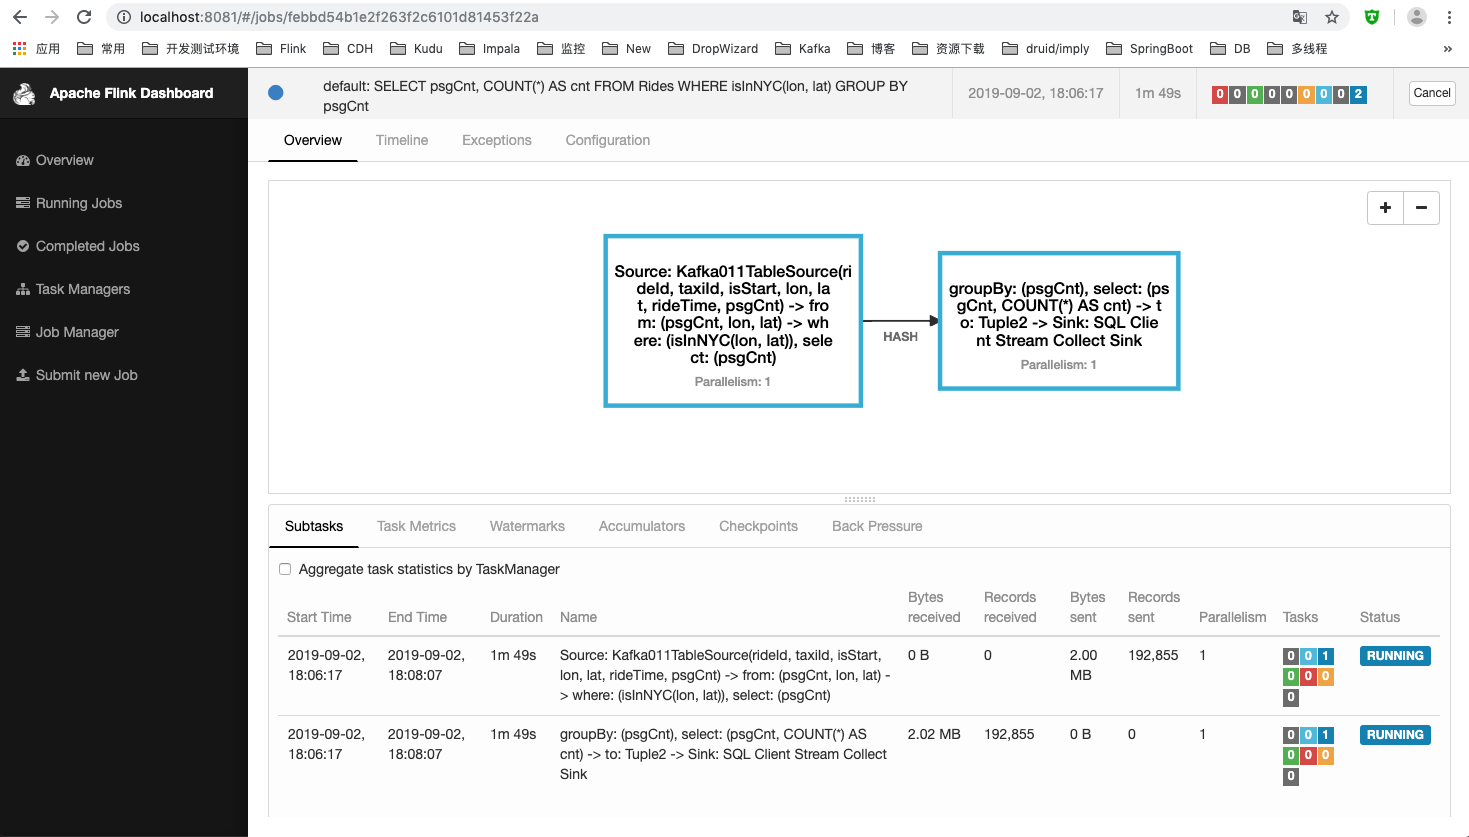 localhost:8081/#/jobs/febbd54b1e2f263f2c6101d81453f22a
应用 常用 开发测试环境 Flink CDH Kudu Impala 监控 New DropWizard Kafka 博客 资源下载 druid/imply SpringBoot DB 多线程 »
Apache Flink Dashboard
Overview
Running Jobs
Completed Jobs
Task Managers
Job Manager
Submit new Job
default: SELECT psgCnt, COUNT(*) AS cnt FROM Rides WHERE isInNYC(lon, lat) GROUP BY
psgCnt
2019-09-02, 18:06:17
1m 49s
0 0 0 0 0 0 0 0 2
Cancel
Overview Timeline Exceptions Configuration
+ −
Source: Kafka011TableSource(ri
deId, taxiId, isStart, lon, la
t, rideTime, psgCnt) -> fro
m: (psgCnt, lon, lat) -> wh
ere: (isInNYC(lon, lat)), sele
ct: (psgCnt)
Parallelism: 1
HASH
groupBy: (psgCnt), select: (ps
gCnt, COUNT(*) AS cnt) -> t
o: Tuple2 -> Sink: SQL Clie
nt Stream Collect Sink
Parallelism: 1
Subtasks Task Metrics Watermarks Accumulators Checkpoints Back Pressure
Aggregate task statistics by TaskManager
Bytes Records Bytes Records
Start Time End Time Duration Name received received sent sent Parallelism Tasks Status
2019-09-02, 2019-09-02, 1m 49s Source: Kafka011TableSource(rideId, taxiId, isStart, 0 B 0 2.00 192,855 1 0 0 1 RUNNING
18:06:17 18:08:07 lon, lat, rideTime, psgCnt) -> from: (psgCnt, lon, lat) - MB 0 0 0
> where: (isInNYC(lon, lat)), select: (psgCnt) 0
2019-09-02, 2019-09-02, 1m 49s groupBy: (psgCnt), select: (psgCnt, COUNT(*) AS 2.02 MB 192,855 0 B 0 1 0 0 1 RUNNING
18:06:17 18:08:07 cnt) -> to: Tuple2 -> Sink: SQL Client Stream Collect 0 0 0
Sink 0